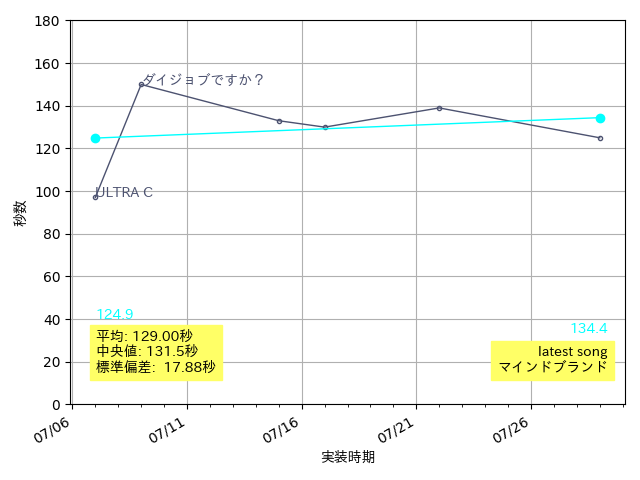 180
160
140
120
100
80
60
40
20
0
秒数
ダイジョブですか？
ULTRA C
124.9
平均: 129.00秒
中央値: 131.5秒
標準偏差:  17.88秒
134.4
latest song
マインドブランド
07/06
07/11
07/16
07/21
07/26
実装時期